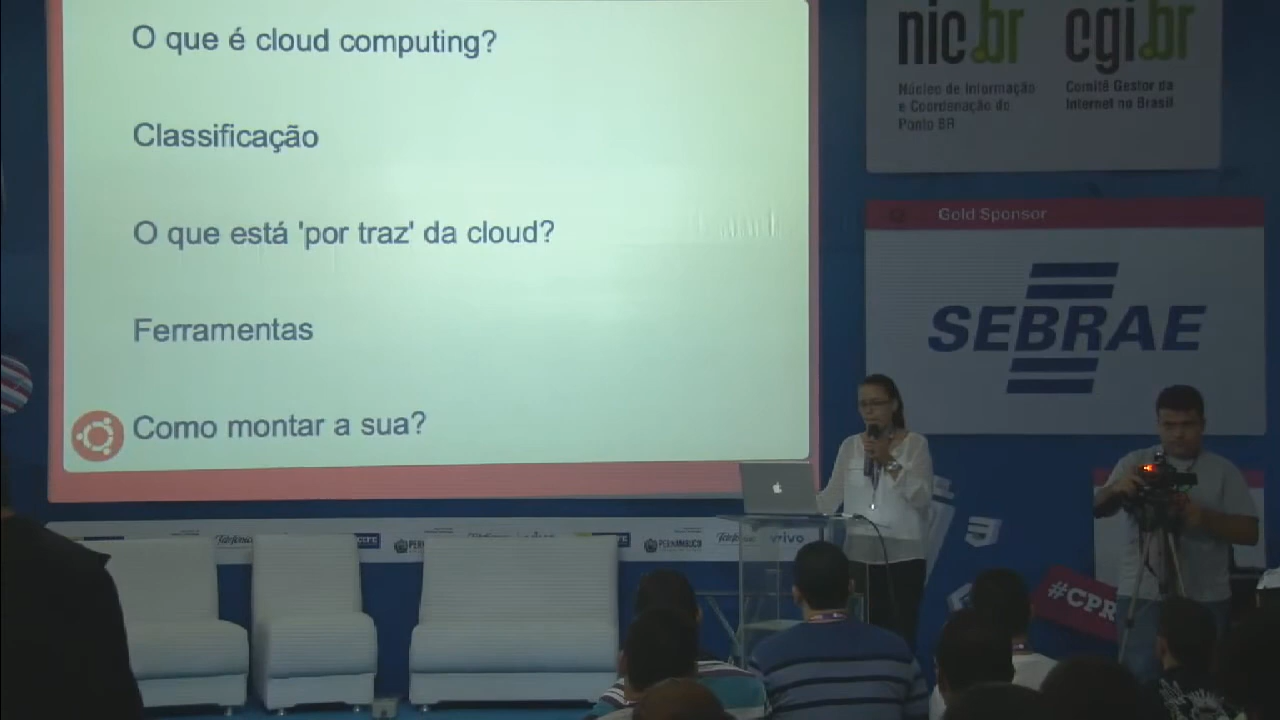 O que é cloud computing?
Classificação
O que está 'por traz' da cloud?
Ferramentas
Como montar a sua?
nic.br
Núcleo de Informação
e Coordenação do
Ponto BR
cgi.br
Comitê Gestor da
Internet no Brasil
Gold Sponsor
SEBRAE
vivo
#CPR